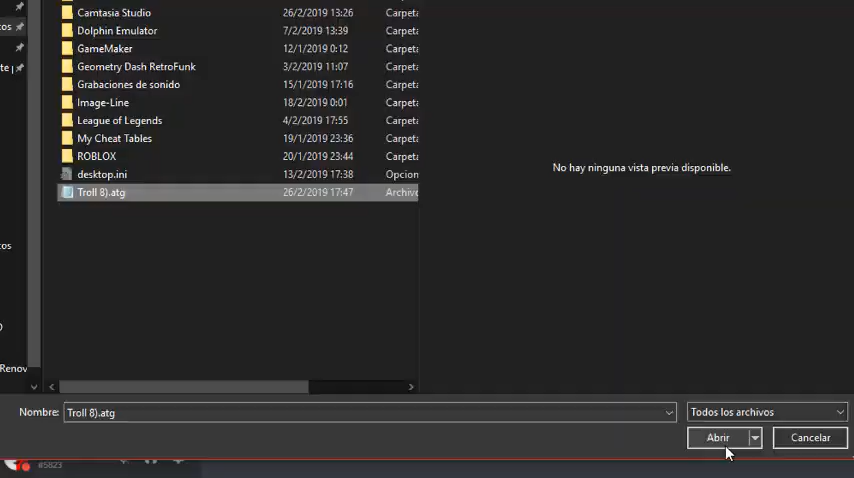 Camtasia Studio 26/2/2019 13:26 Carpeta
Dolphin Emulator 7/2/2019 13:39 Carpeta
cos GameMaker 12/1/2019 0:12 Carpeta
te p Geometry Dash RetroFunk 3/2/2019 11:07 Carpeta
Grabaciones de sonido 15/1/2019 17:16 Carpeta
Image-Line 18/2/2019 0:01 Carpeta
League of Legends 4/2/2019 17:55 Carpeta
My Cheat Tables 19/1/2019 23:36 Carpeta
ROBLOX 20/1/2019 23:44 Carpeta
desktop.ini 13/2/2019 17:38 Opcion
Troll 8).atg 26/2/2019 17:47 Archivo
No hay ninguna vista previa disponible.
tos
Renov
Nombre: Troll 8).atg Todos los archivos
Abrir Cancelar
#5823